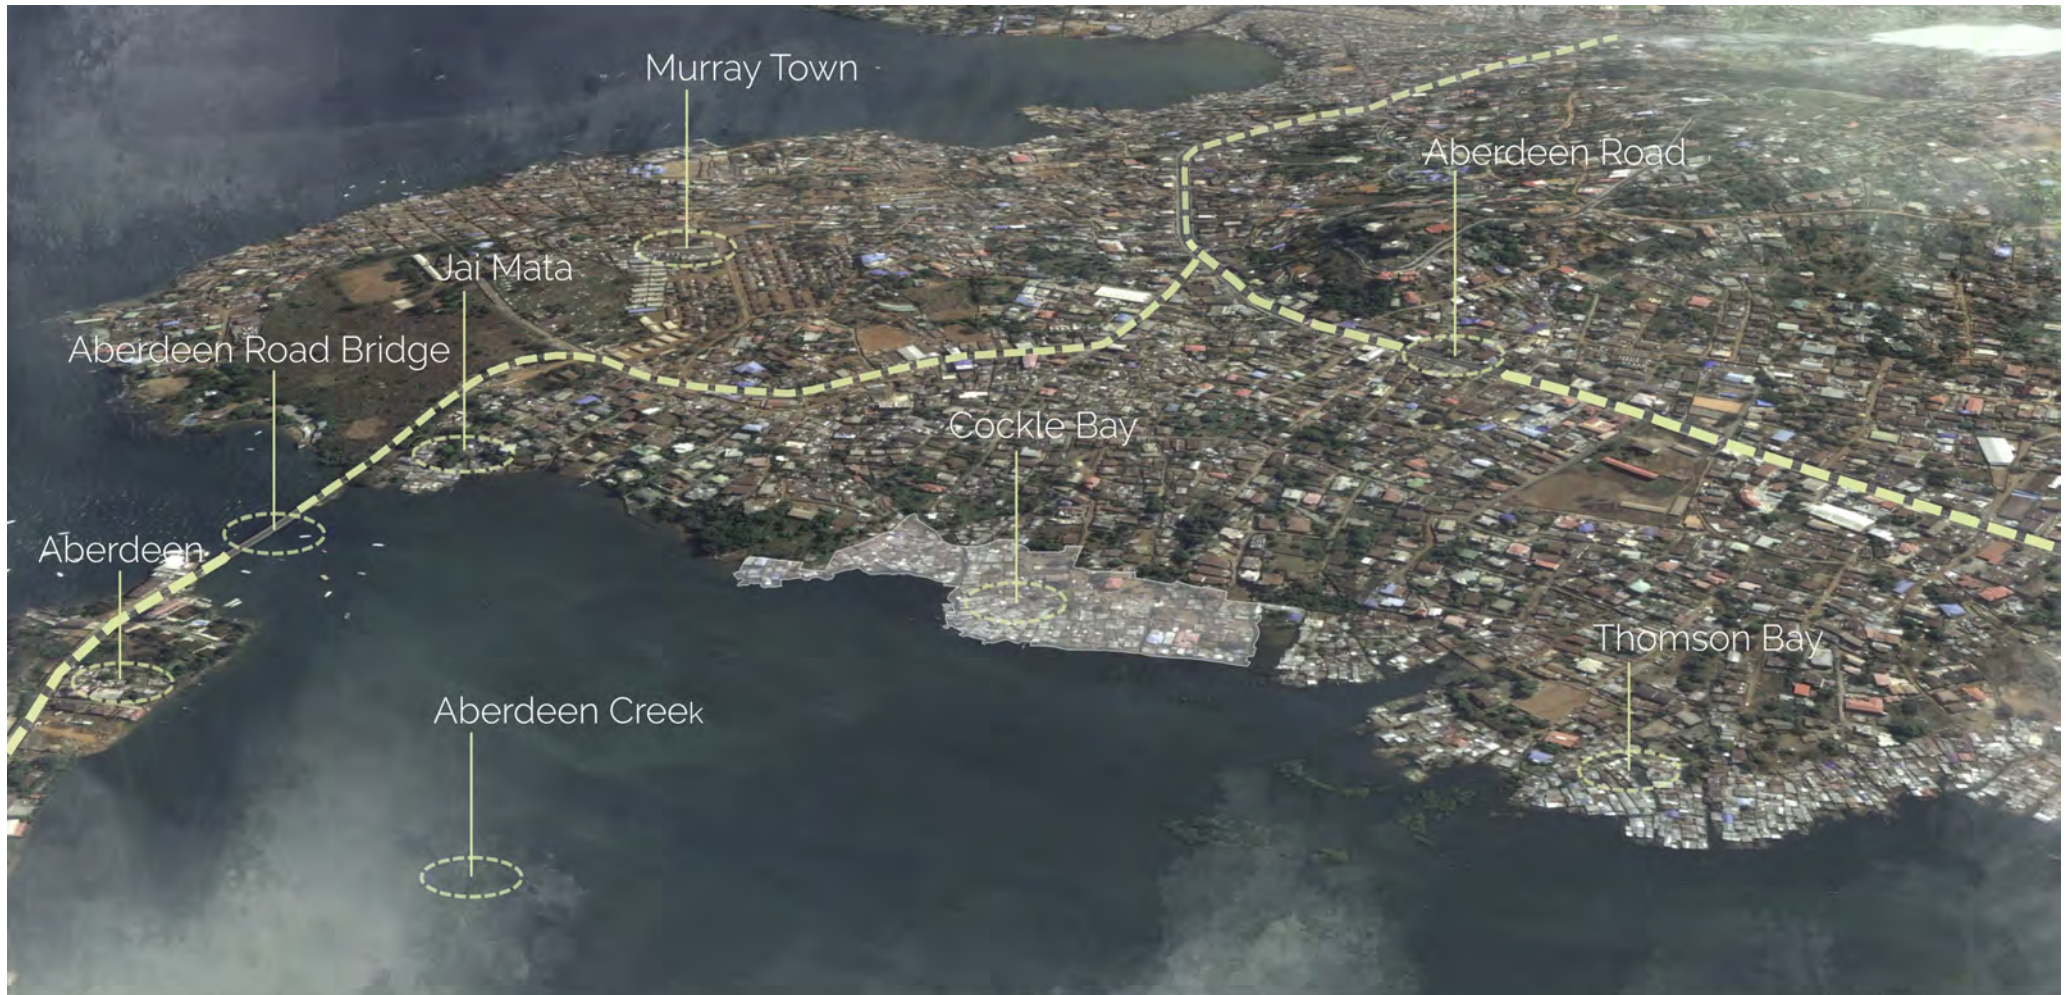 Murray Town
Aberdeen Road
Jai Mata
Aberdeen Road Bridge
Cockle Bay
Aberdeen
Thomson Bay
Aberdeen Creek